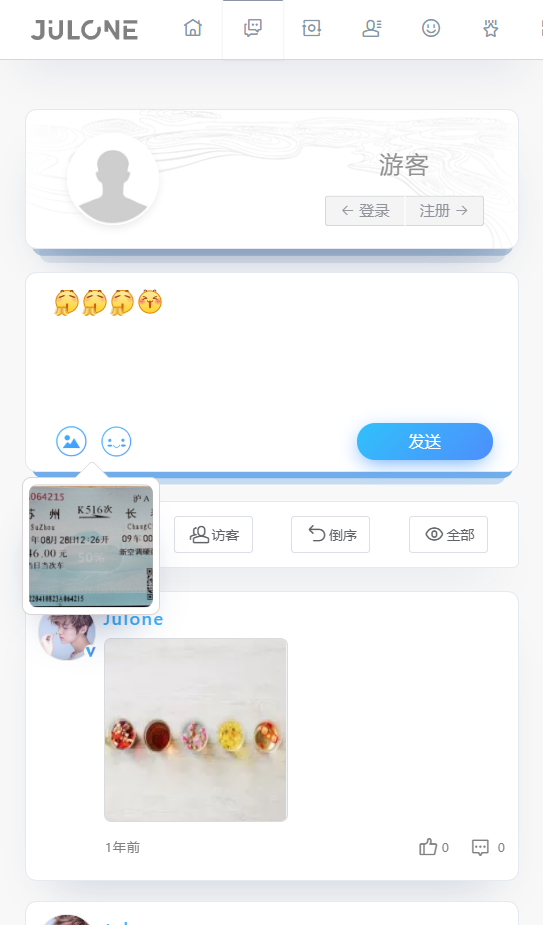 JULONE
游客
← 登录
注册 →
发送
064215
沪A
苏 州
K516次
长
SuZhou
ChangC
年08月28日12:26开
09车00
46.00元
新空调硬
当日当次车
50%
220410823A064215
访客
倒序
全部
Julone
V
1年前
0
0